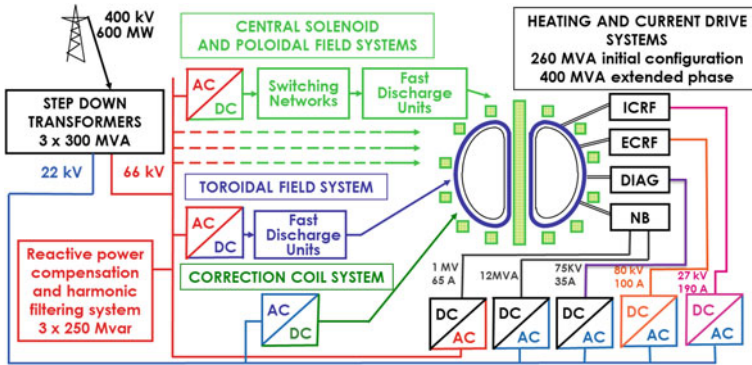 400 kV
600 MW
CENTRAL SOLENOID
AND POLOIDAL FIELD SYSTEMS
HEATING AND CURRENT DRIVE
SYSTEMS
260 MVA initial configuration
400 MVA extended phase
STEP DOWN
TRANSFORMERS
3 x 300 MVA
AC
DC
Switching
Networks
Fast
Discharge
Units
ICRF
ECRF
DIAG
NB
22 kV
66 kV
TOROIDAL FIELD SYSTEM
AC
DC
Fast
Discharge
Units
Reactive power
compensation
and harmonic
filtering system
3 x 250 Mvar
CORRECTION COIL SYSTEM
AC
DC
1 MV
65 A
12MVA
75KV
35A
80 kV
100 A
27 kV
190 A
DC
AC
DC
AC
DC
AC
DC
AC
DC
AC